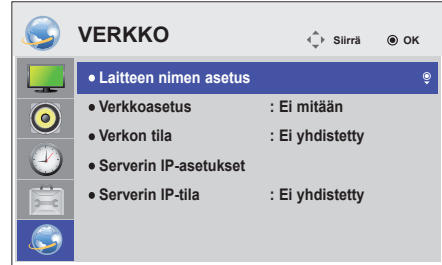 VERKKO
Siirrä OK
● Laitteen nimen asetus
● Verkkoasetus : Ei mitään
● Verkon tila : Ei yhdistetty
● Serverin IP-asetukset
● Serverin IP-tila : Ei yhdistetty